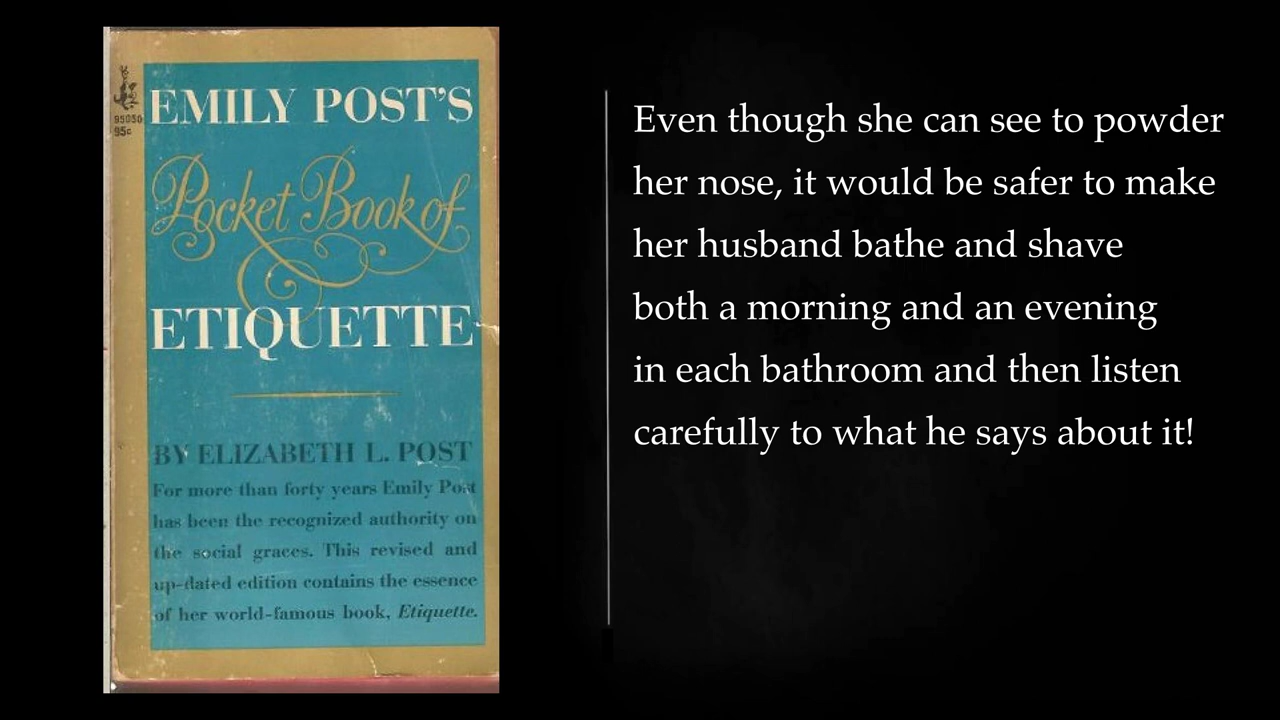 EMILY POST'S
Pocket Book of
ETIQUETTE
95050
95c
BY ELIZABETH L. POST
For more than forty years Emily Post
has been the recognized authority on
the social graces. This revised and
up-dated edition contains the essence
of her world-famous book, Etiquette.
Even though she can see to powder
her nose, it would be safer to make
her husband bathe and shave
both a morning and an evening
in each bathroom and then listen
carefully to what he says about it!